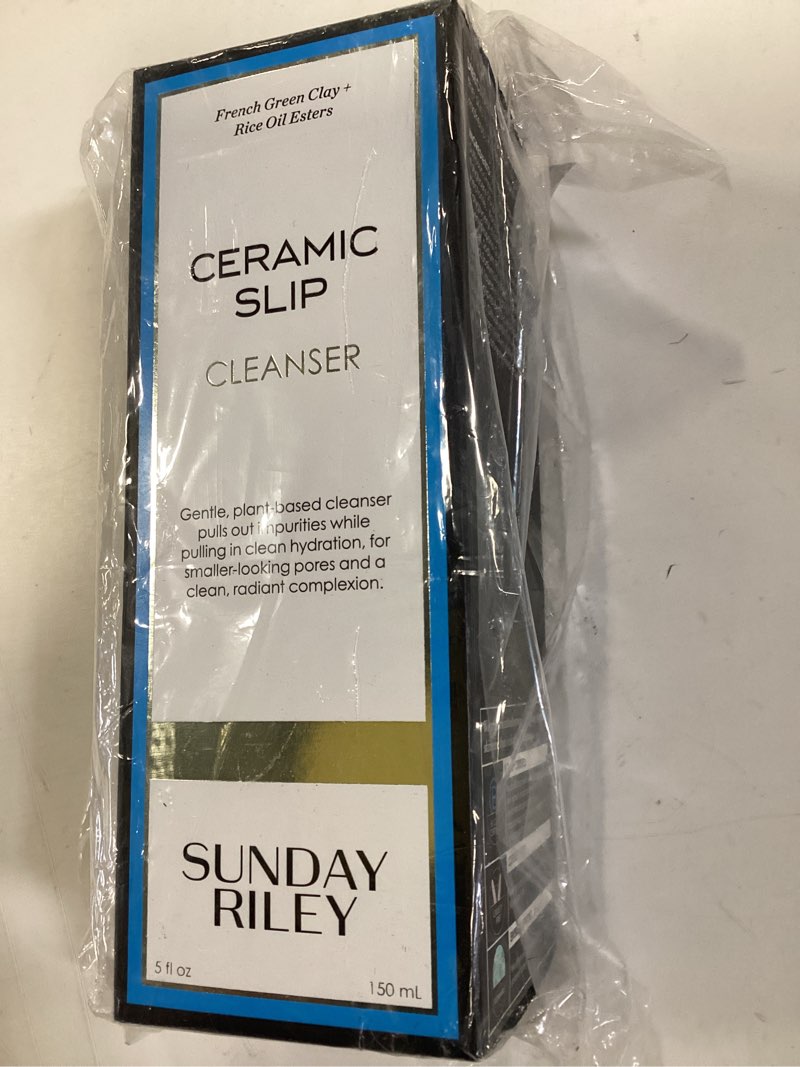 French Green Clay +
Rice Oil Esters
CERAMIC
SLIP
CLEANSER
Gentle, plant-based cleanser
pulls out impurities while
pulling in clean hydration, for
smaller-looking pores and a
clean, radiant complexion.
SUNDAY
RILEY
5 fl oz
150 mL